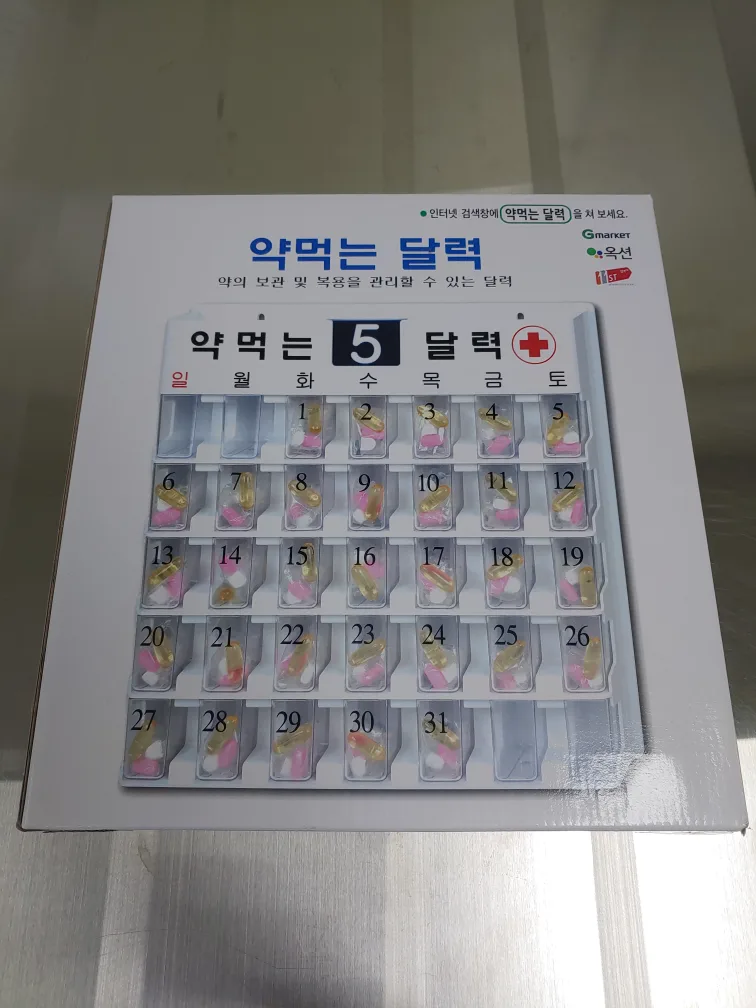 인터넷 검색창에 약먹는 달력 을 쳐 보세요.
Gmarket
약먹는 달력
옥션
약의 보관 및 복용을 관리할 수 있는 달력
11ST
약먹는 5 달력
일 월 화 수 목 금 토
1 2 3 4 5
6 7 8 9 10 11 12
13 14 15 16 17 18 19
20 21 22 23 24 25 26
27 28 29 30 31